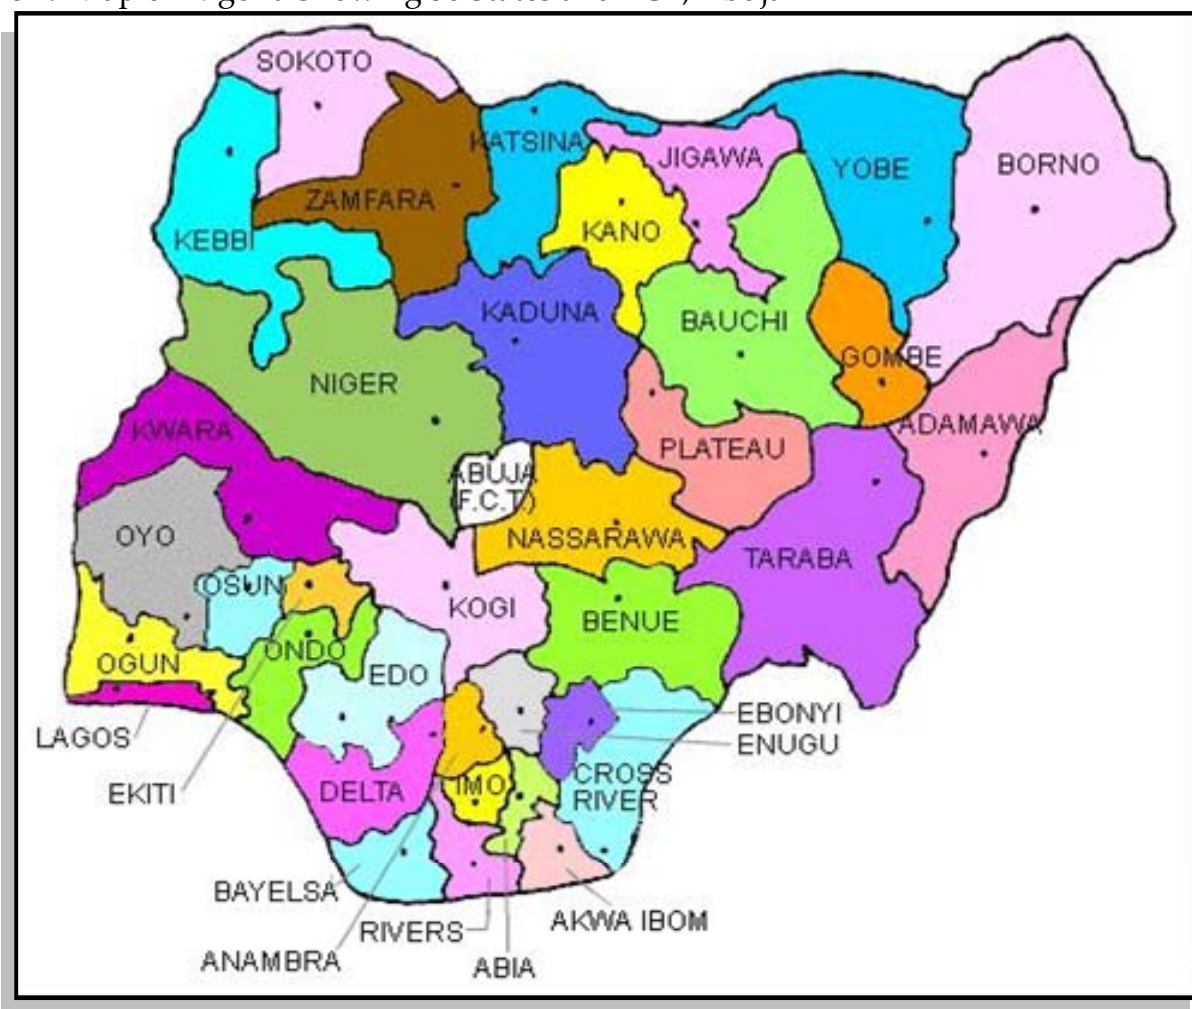 SOKOTO
KATSINA
JIGAWA
YOBE
BORNO
ZAMFARA
KANO
KEBBI
KADUNA
BAUCHI
NIGER
GOMBE
KWARA
ADAMAWA
PLATEAU
ABUJA
(F.C.T.)
OYO
NASSARAWA
TARABA
OSUN
KOGI
BENUE
ONDO
OGUN
EDO
EBONYI
LAGOS
ENUGU
CROSS
RIVER
EKITI
DELTA
IMO
BAYELSA
RIVERS
AKWA IBOM
ANAMBRA
ABIA